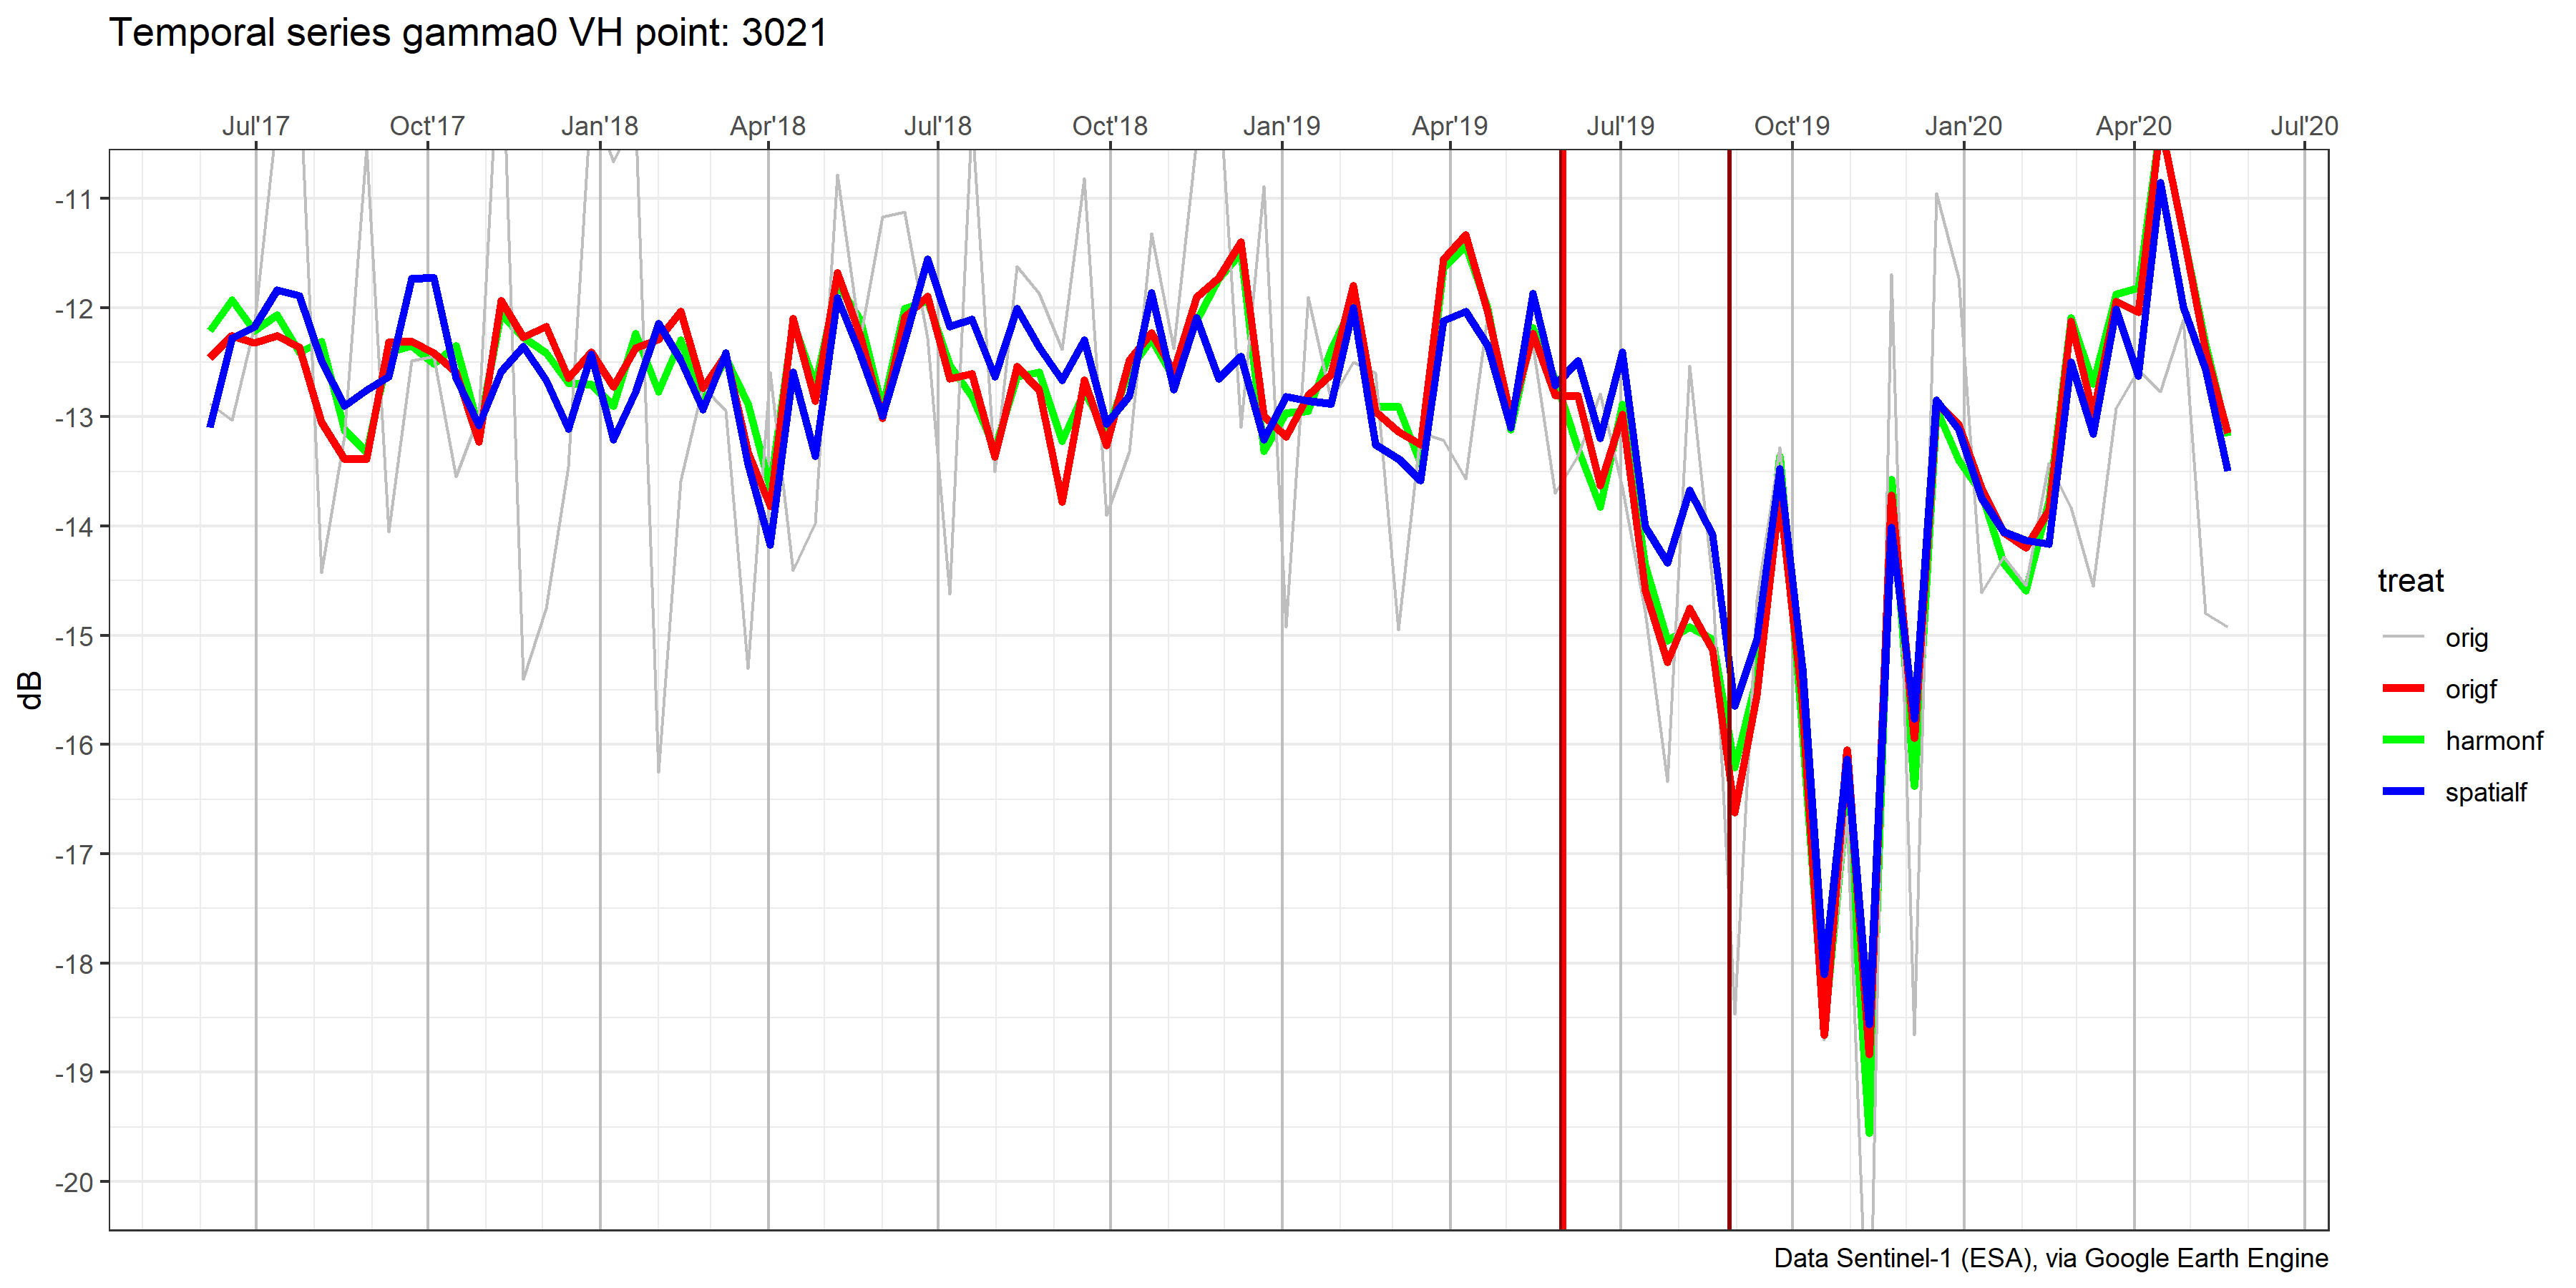 Temporal series gamma0 VH point: 3021
Jul'17 Oct'17 Jan'18 Apr'18 Jul'18 Oct'18 Jan'19 Apr'19 Jul'19 Oct'19 Jan'20 Apr'20 Jul'20
-11
-12
-13
-14
-15
-16
-17
-18
-19
-20
dB
treat
orig
origf
harmonf
spatialf
Data Sentinel-1 (ESA), via Google Earth Engine